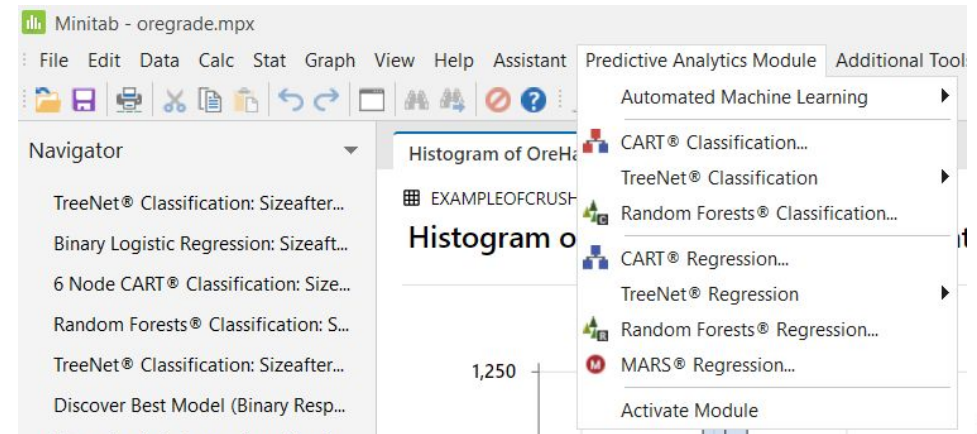 Minitab - oregrade.mpx
File Edit Data Calc Stat Graph View Help Assistant Predictive Analytics Module Additional Tools
Automated Machine Learning
CART® Classification...
TreeNet® Classification
Random Forests® Classification...
CART® Regression...
TreeNet® Regression
Random Forests® Regression...
MARS® Regression...
Activate Module
Navigator
TreeNet® Classification: Sizeafter...
Binary Logistic Regression: Sizeaft...
6 Node CART® Classification: Size...
Random Forests® Classification: S...
TreeNet® Classification: Sizeafter...
Discover Best Model (Binary Resp...
Histogram of OreHa
EXAMPLEOFCRUSH
Histogram o
1,250